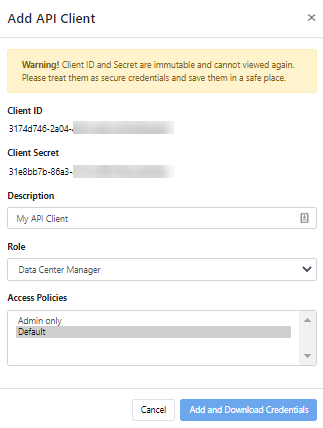 Add API Client ×
Warning! Client ID and Secret are immutable and cannot viewed again.
Please treat them as secure credentials and save them in a safe place.
Client ID
3174d746-2a04-
Client Secret
31e8bb7b-86a3-
Description
My API Client
Role
Data Center Manager
Access Policies
Admin only
Default
Cancel Add and Download Credentials